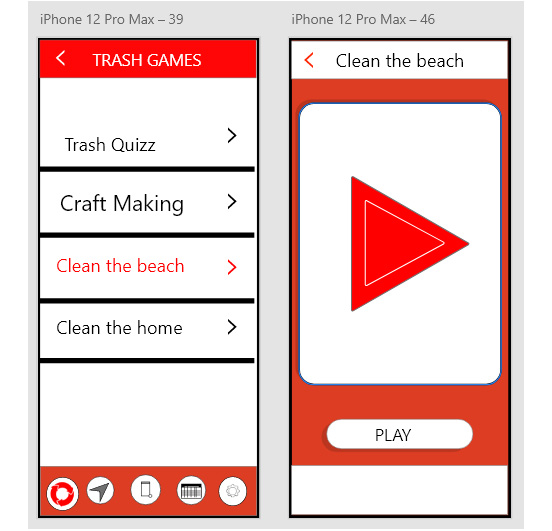 iPhone 12 Pro Max – 39
TRASH GAMES
Trash Quizz
Craft Making
Clean the beach
Clean the home
iPhone 12 Pro Max – 46
Clean the beach
PLAY